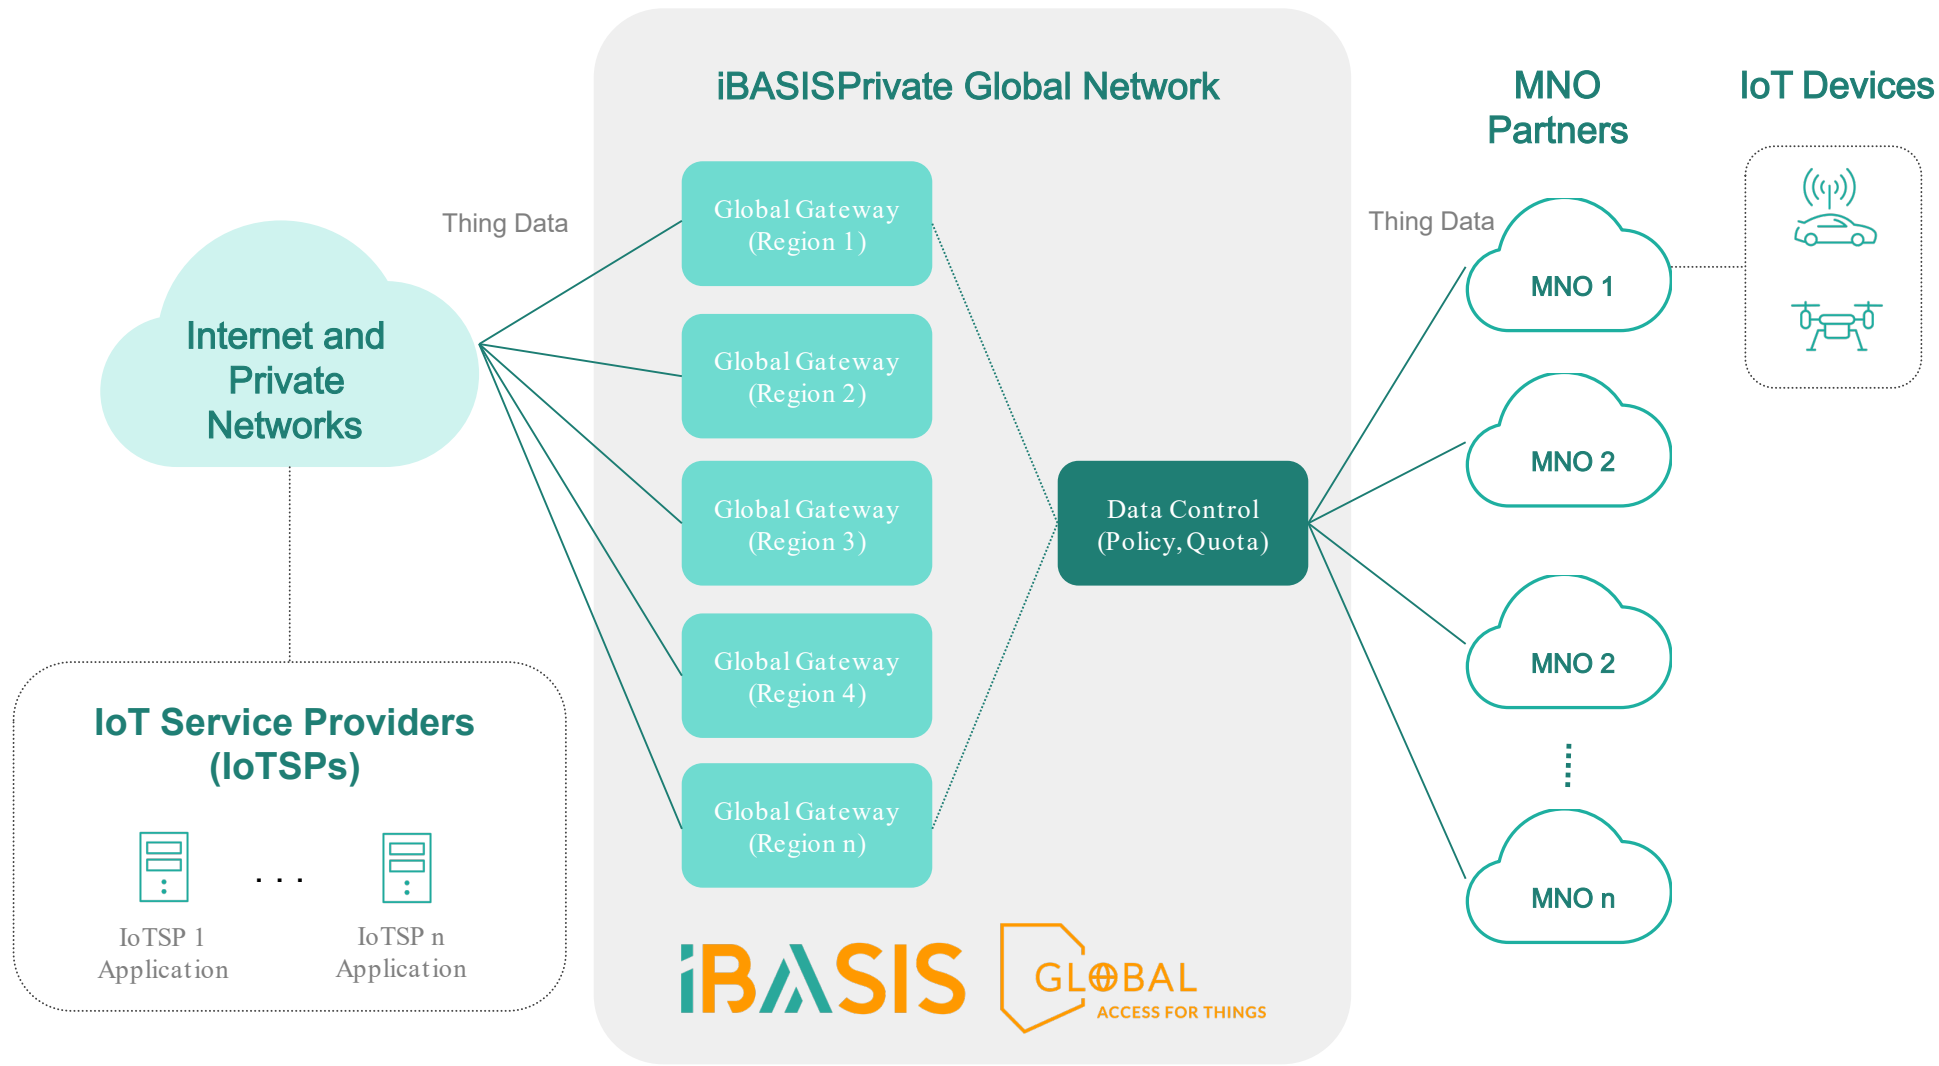 iBASISPrivate Global Network
MNO
Partners
IoT Devices
Thing Data
Thing Data
Internet and
Private
Networks
Global Gateway
(Region 1)
Global Gateway
(Region 2)
Global Gateway
(Region 3)
Global Gateway
(Region 4)
Global Gateway
(Region n)
Data Control
(Policy, Quota)
MNO 1
MNO 2
MNO 2
MNO n
IoT Service Providers
(IoTSPs)
. . .
IoTSP 1
Application
IoTSP n
Application
iBASIS
GLOBAL
ACCESS FOR THINGS